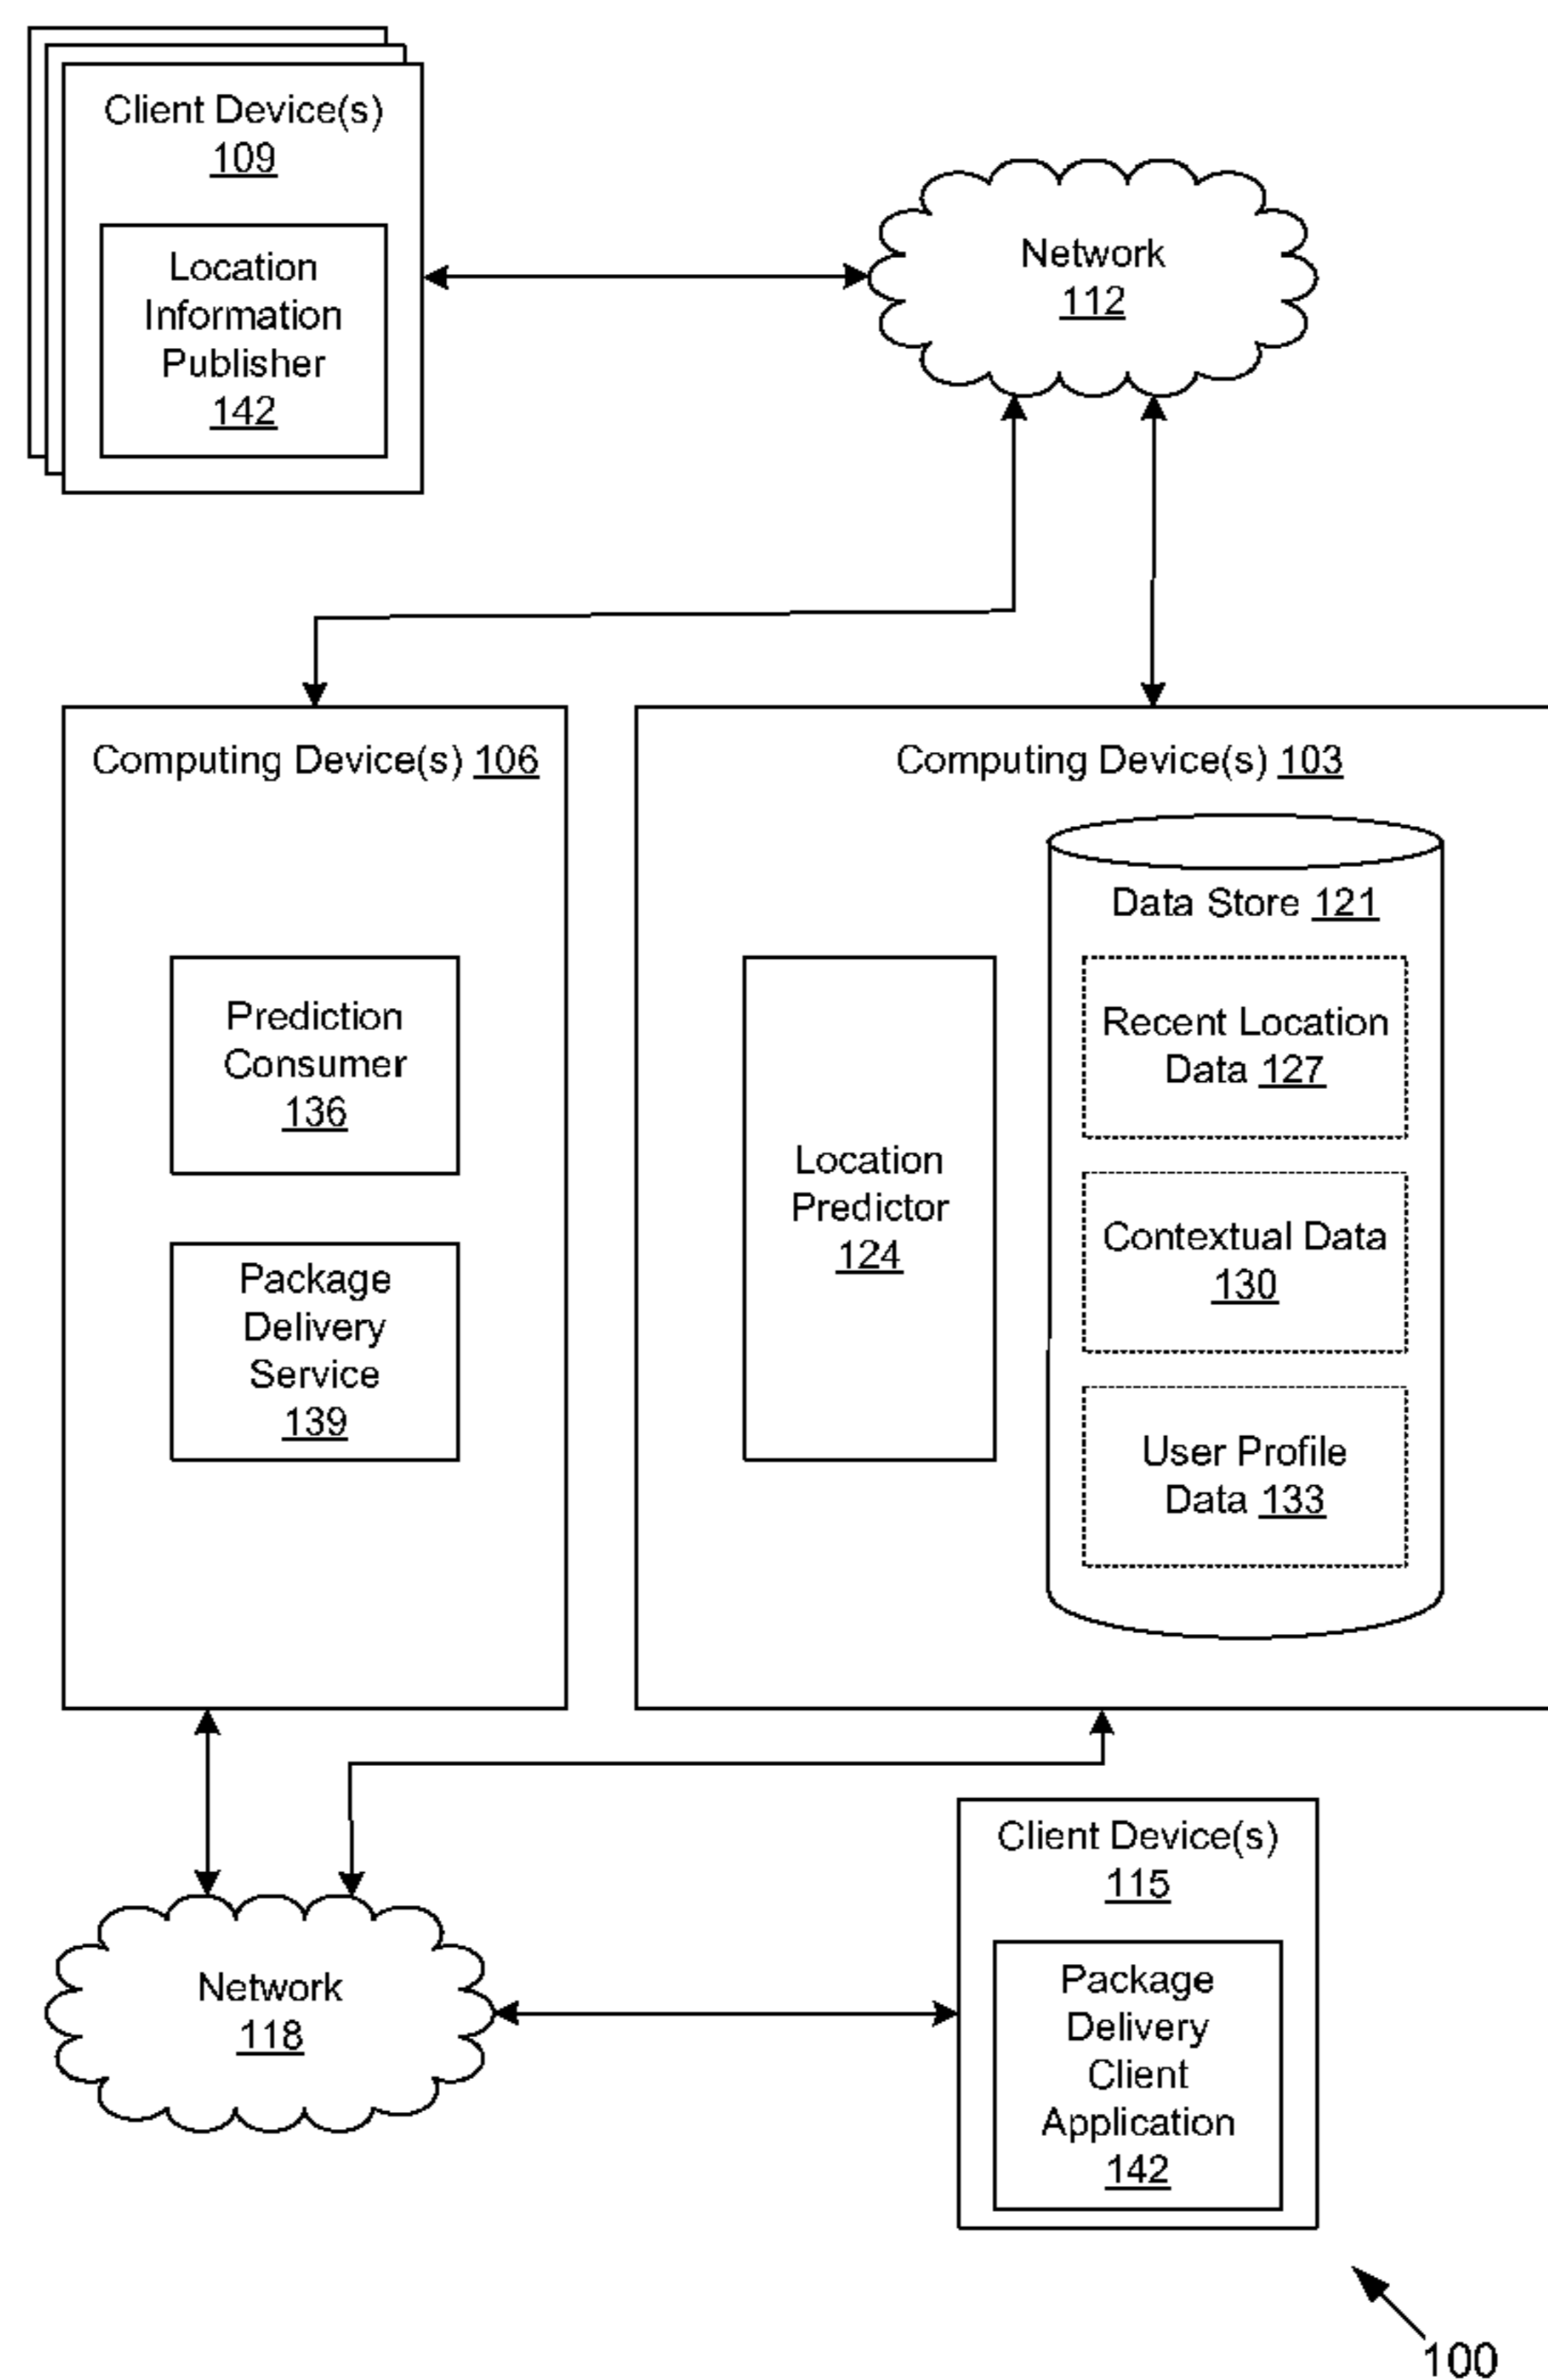 Client Device(s)
109
Location
Information
Publisher
142
Network
112
Computing Device(s) 106
Prediction
Consumer
136
Package
Delivery
Service
139
Computing Device(s) 103
Location
Predictor
124
Data Store 121
Recent Location
Data 127
Contextual Data
130
User Profile
Data 133
Network
118
Client Device(s)
115
Package
Delivery
Client
Application
142
100